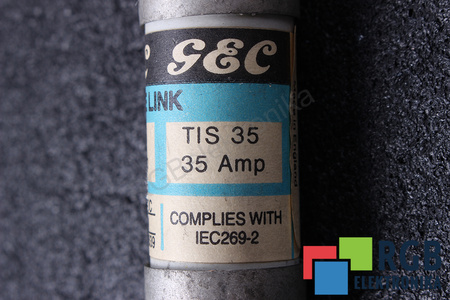 GEC
LINK
TIS 35
35 Amp
COMPLIES WITH
IEC269-2
RGB